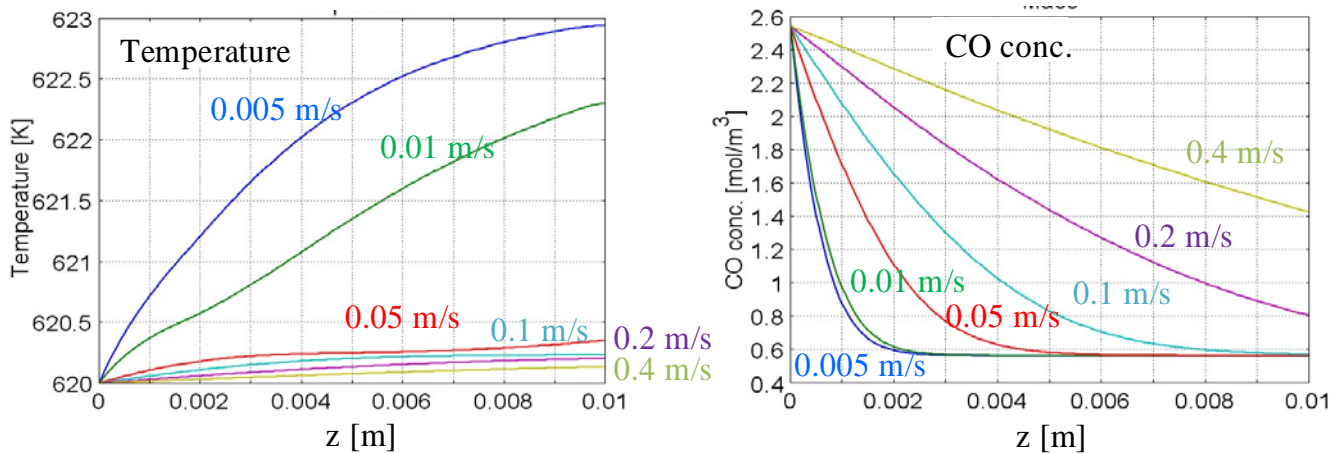 Temperature
Temperature [K]
623
622.5
622
621.5
621
620.5
620
0.005 m/s
0.01 m/s
0.05 m/s
0.1 m/s
0.2 m/s
0.4 m/s
0
0.002
0.004
0.006
0.008
0.01
z [m]
CO conc.
CO conc. [mol/m³]
2.6
2.4
2.2
2.0
1.8
1.6
1.4
1.2
1
0.8
0.6
0.4
0.4 m/s
0.2 m/s
0.1 m/s
0.01 m/s
0.05 m/s
0.005 m/s
0
0.002
0.004
0.006
0.008
0.01
z [m]